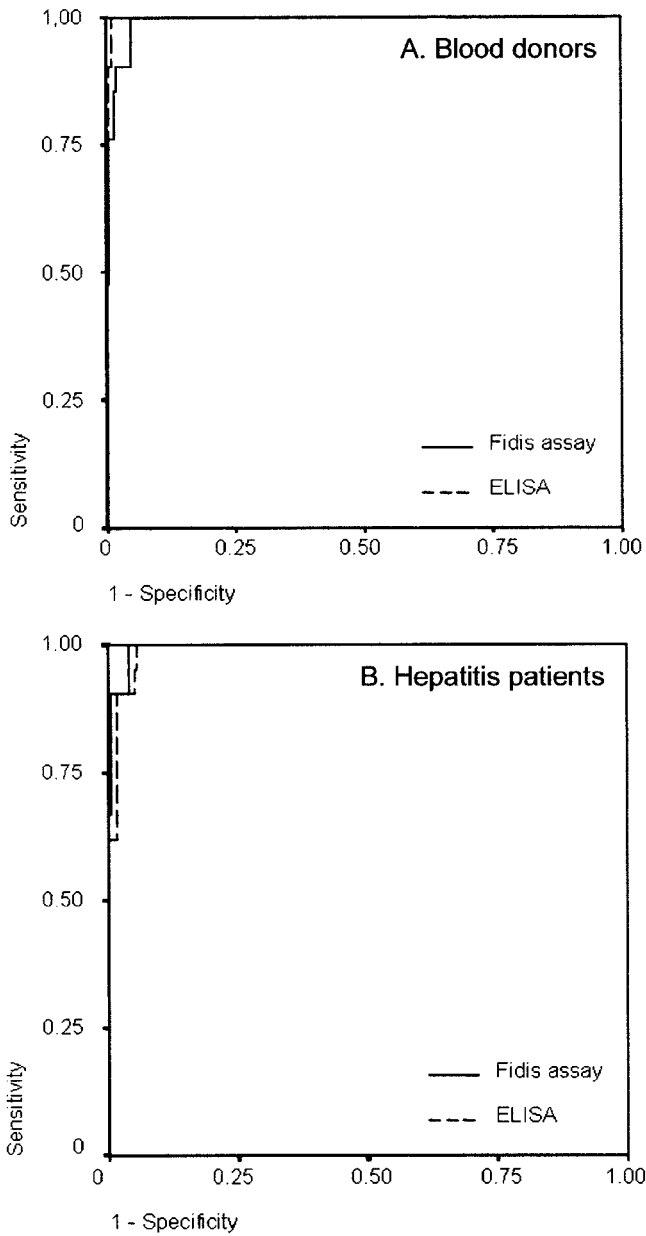 1,00
A. Blood donors
0.75
0.50
0.25
Fidis assay
ELISA
Sensitivity
0
0
0.25
0.50
0.75
1.00
1 - Specificity
1.00
B. Hepatitis patients
0.75
0.50
0.25
Fidis assay
ELISA
Sensitivity
0
0
0.25
0.50
0.75
1.00
1 - Specificity